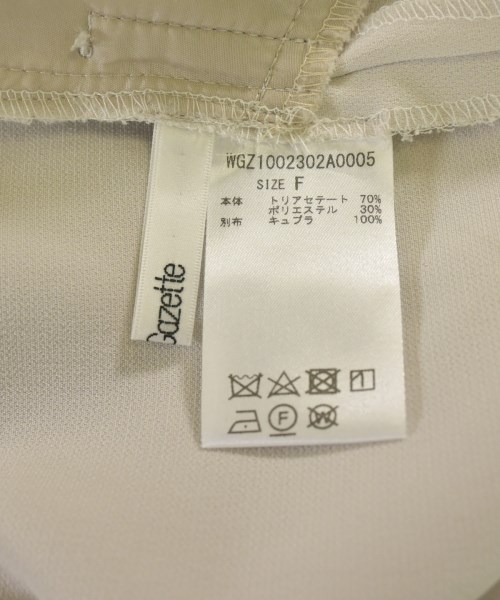 WGZ1002302A0005
SIZE F
本体 トリアセテート 70%
ポリエステル 30%
別布 キュプラ 100%
Gazette
F
W